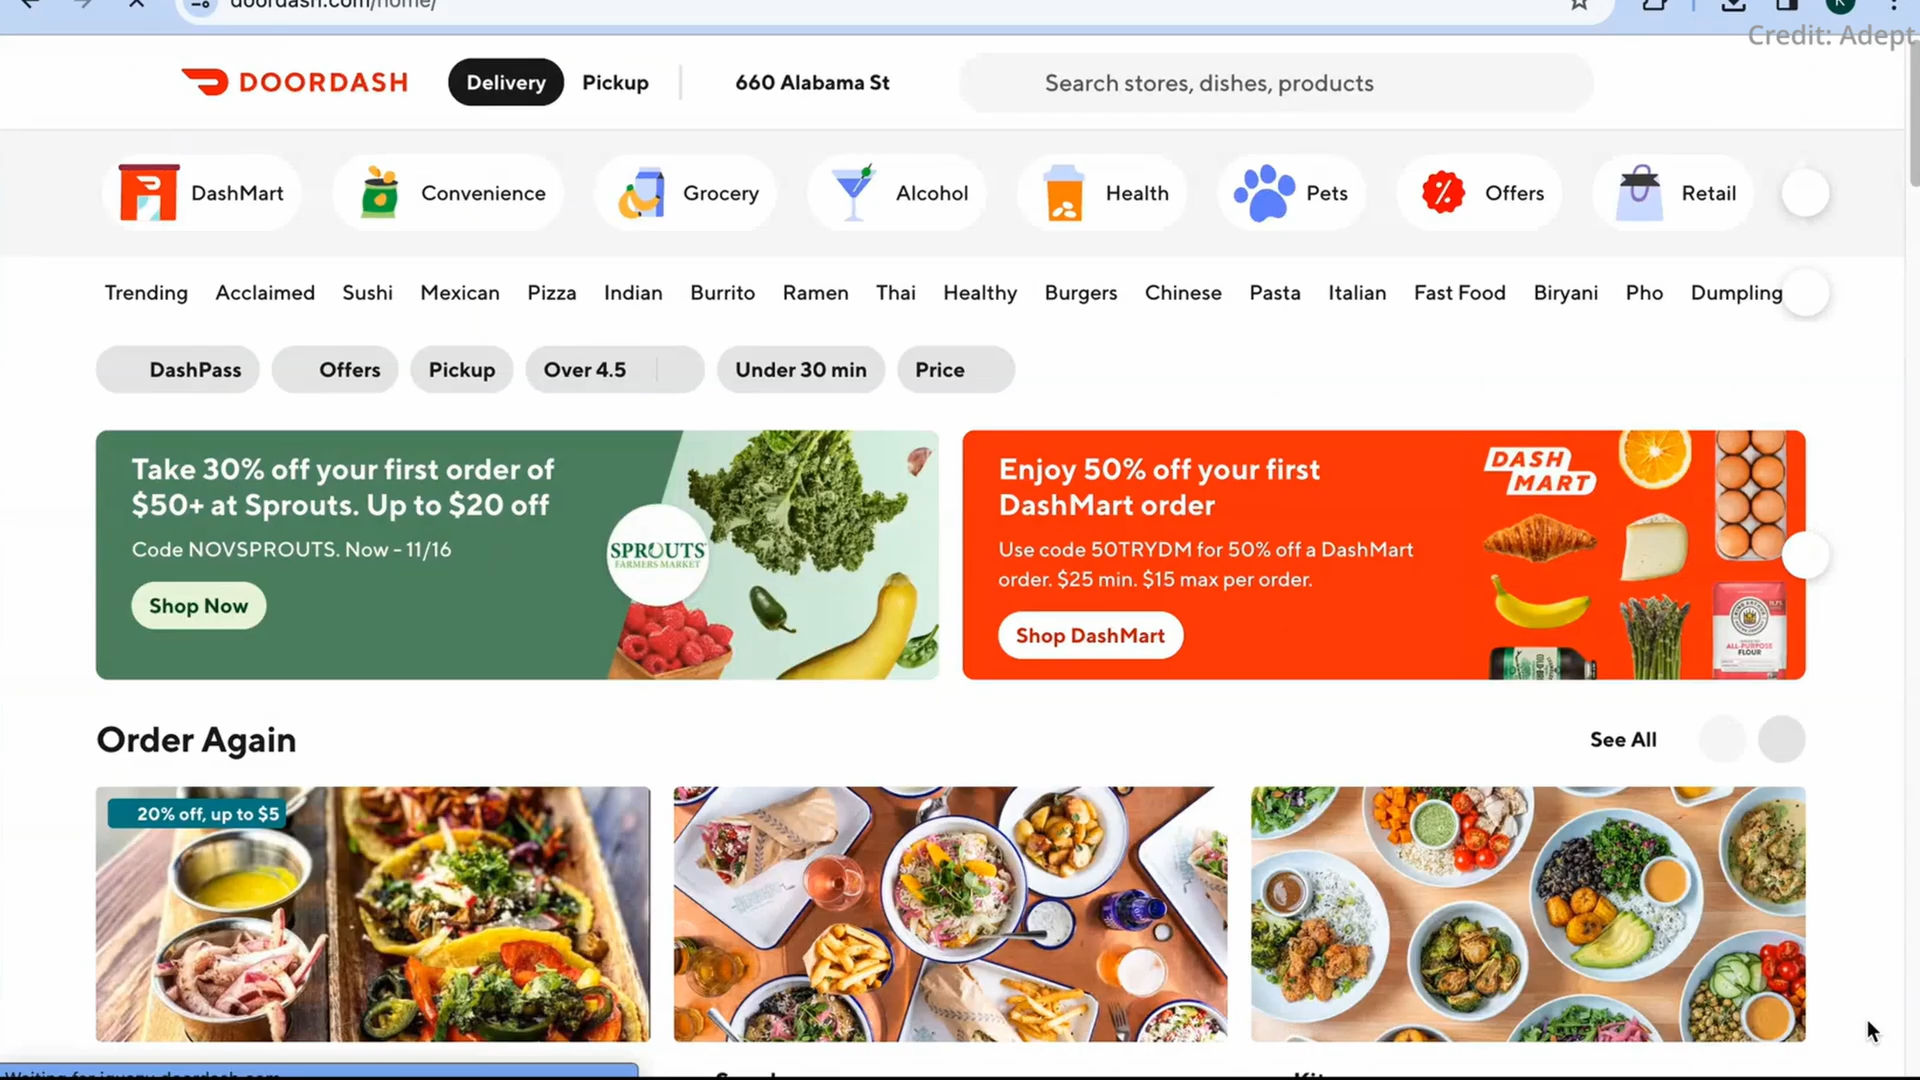 doordash.com/home/
Credit: Adept
DOORDASH
Delivery
Pickup
660 Alabama St
Search stores, dishes, products
DashMart
Convenience
Grocery
Alcohol
Health
Pets
Offers
Retail
Trending
Acclaimed
Sushi
Mexican
Pizza
Indian
Burrito
Ramen
Thai
Healthy
Burgers
Chinese
Pasta
Italian
Fast Food
Biryani
Pho
Dumpling
DashPass
Offers
Pickup
Over 4.5
Under 30 min
Price
Take 30% off your first order of
$50+ at Sprouts. Up to $20 off
Code NOVSPROUTS. Now - 11/16
Shop Now
SPROUTS
FARMERS MARKET
Enjoy 50% off your first
DashMart order
Use code 50TRYDM for 50% off a DashMart
order. $25 min. $15 max per order.
Shop DashMart
DASH
MART
ALL-PURPOSE
FLOUR
Order Again
See All
20% off, up to $5